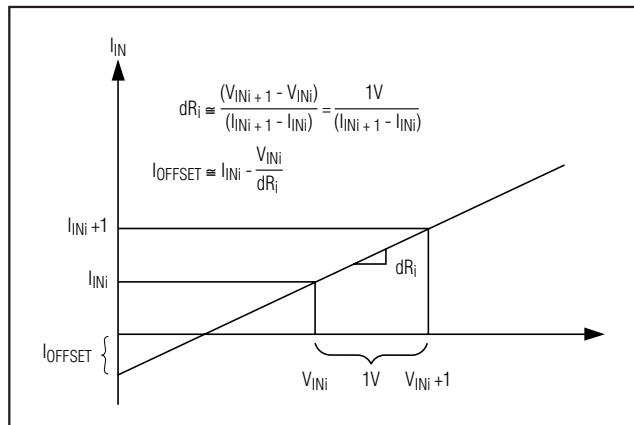 I_IN
dR_i ≅ (V_INi + 1 - V_INi) / (I_INi + 1 - I_INi) = 1V / (I_INi + 1 - I_INi)
I_OFFSET ≅ I_INi - V_INi / dR_i
I_INi +1
I_INi
dR_i
I_OFFSET {
V_INi 1V V_INi +1